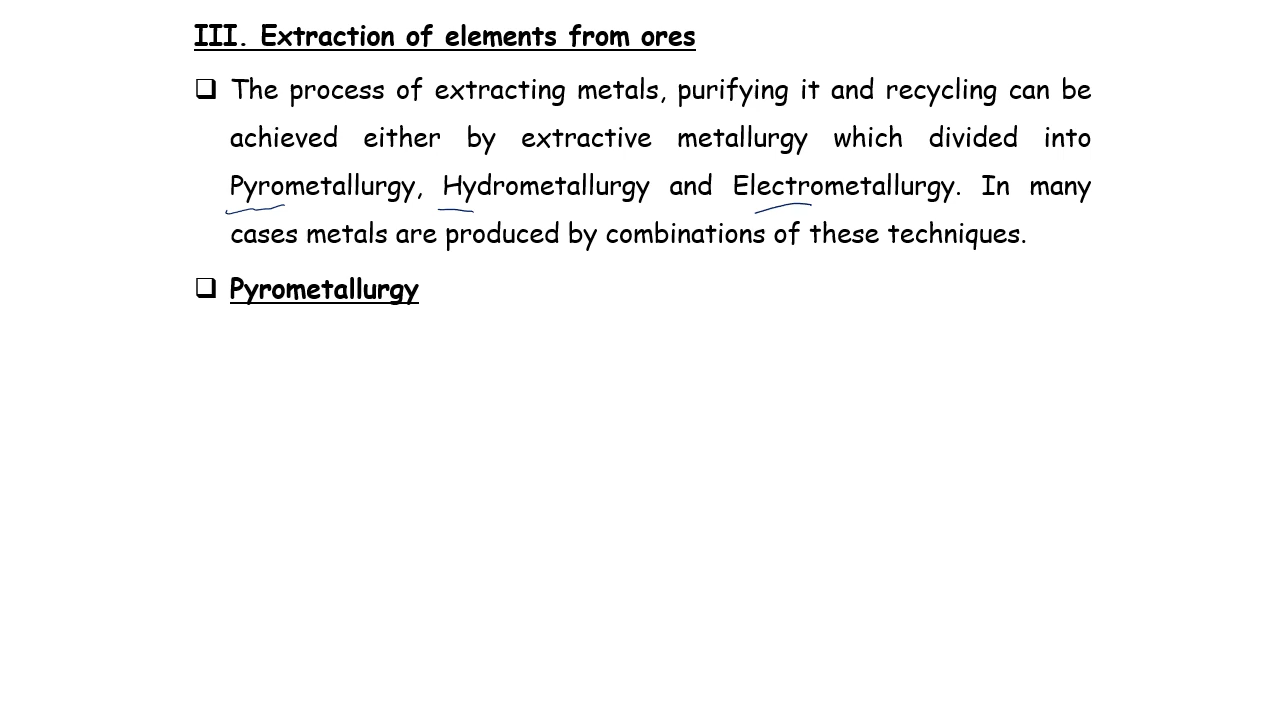 III. Extraction of elements from ores
❑ The process of extracting metals, purifying it and recycling can be
achieved either by extractive metallurgy which divided into
Pyrometallurgy, Hydrometallurgy and Electrometallurgy. In many
cases metals are produced by combinations of these techniques.
❑ Pyrometallurgy